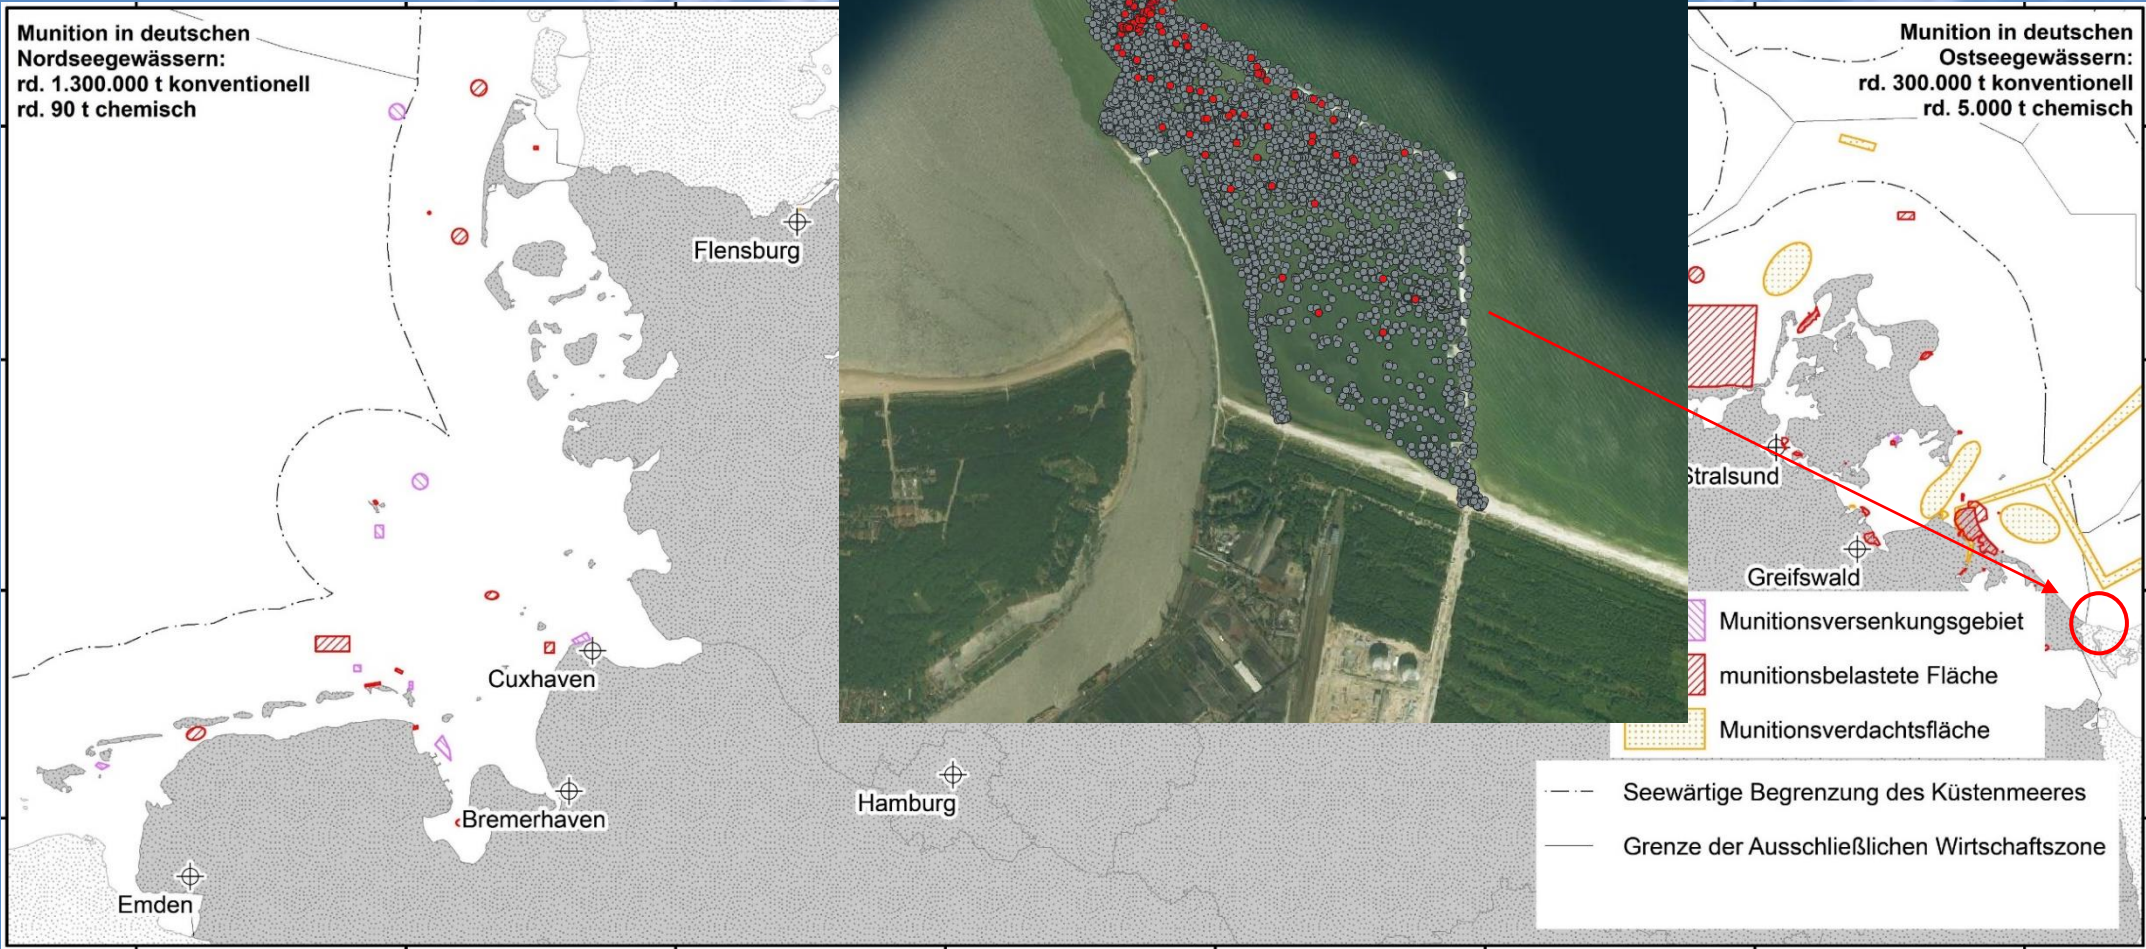 Munition in deutschen
Nordseegewässern:
rd. 1.300.000 t konventionell
rd. 90 t chemisch
Munition in deutschen
Ostseegewässern:
rd. 300.000 t konventionell
rd. 5.000 t chemisch
Flensburg
Stralsund
Greifswald
Cuxhaven
Hamburg
Bremerhaven
Emden
Munitionsversenkungsgebiet
munitionsbelastete Fläche
Munitionsverdachtsfläche
Seewärtige Begrenzung des Küstenmeeres
Grenze der Ausschließlichen Wirtschaftszone